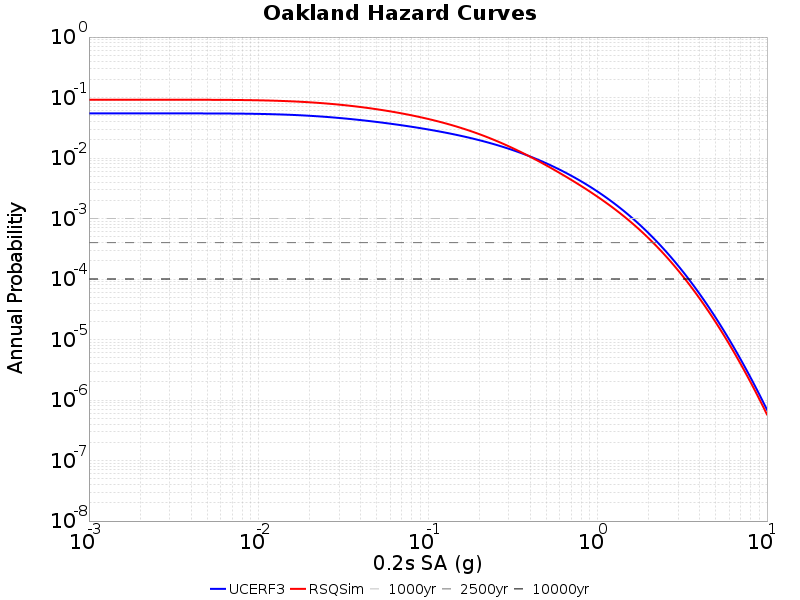 Oakland Hazard Curves
Annual Probabilitiy
10^0
10^-1
10^-2
10^-3
10^-4
10^-5
10^-6
10^-7
10^-8
10^-3 10^-2 10^-1 10^0 10^1
0.2s SA (g)
UCERF3 RSQSim 1000yr 2500yr 10000yr